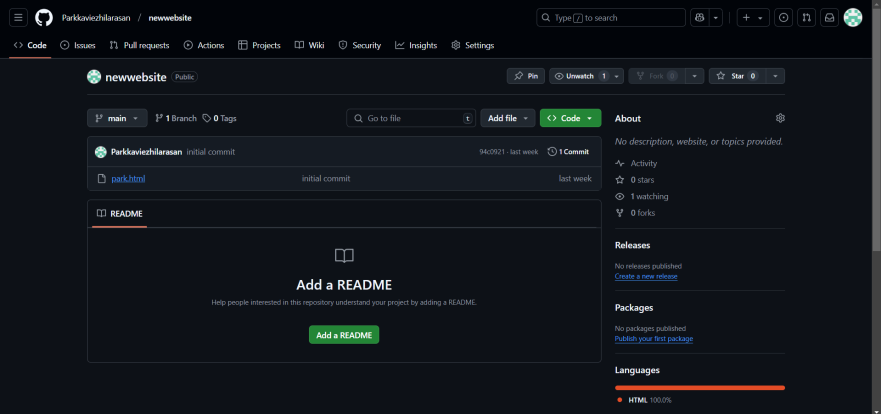 Parkkaviezhilarasan / newwebsite
Type / to search
Code Issues Pull requests Actions Projects Wiki Security Insights Settings
newwebsite Public
Pin Unwatch 1 Fork 0 Star 0
main 1 Branch 0 Tags Go to file t Add file Code
Parkkaviezhilarasan initial commit 94c0921 · last week 1 Commit
park.html initial commit last week
README
Add a README
Help people interested in this repository understand your project by adding a README.
Add a README
About
No description, website, or topics provided.
Activity
0 stars
1 watching
0 forks
Releases
No releases published
Create a new release
Packages
No packages published
Publish your first package
Languages
HTML 100.0%